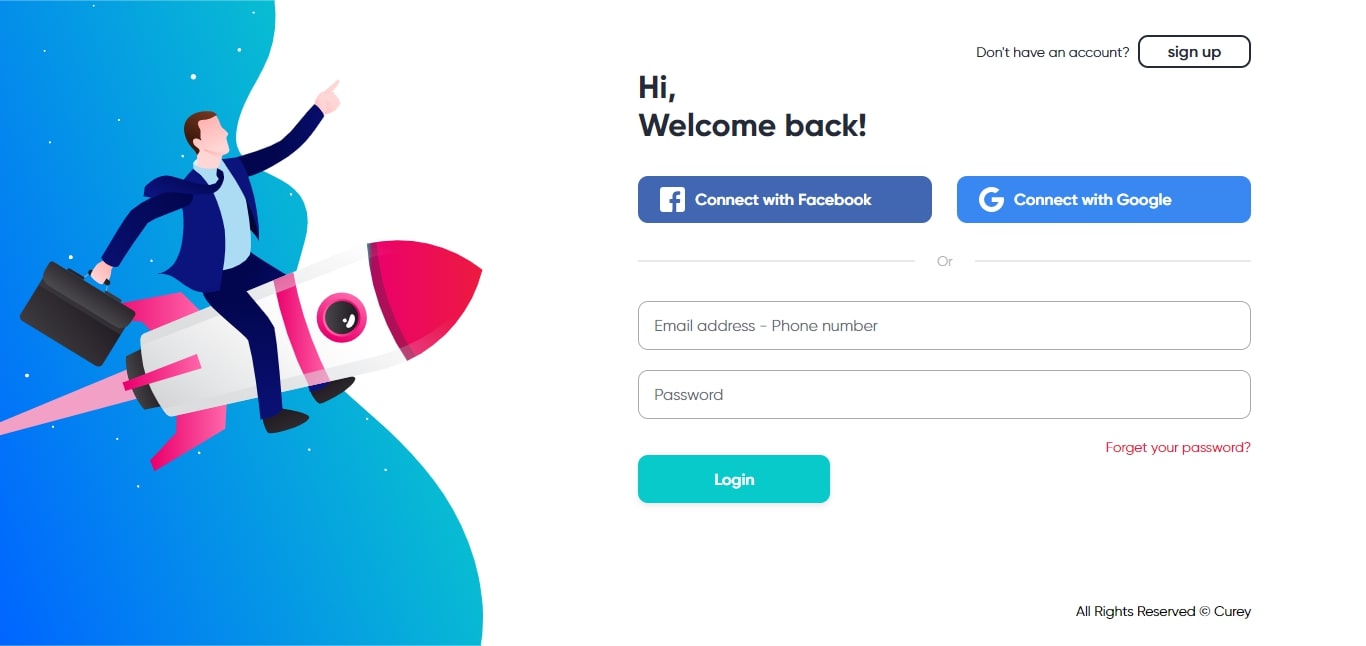 Don't have an account? sign up
Hi,
Welcome back!
Connect with Facebook
Connect with Google
Or
Email address - Phone number
Password
Forget your password?
Login
All Rights Reserved © Curey